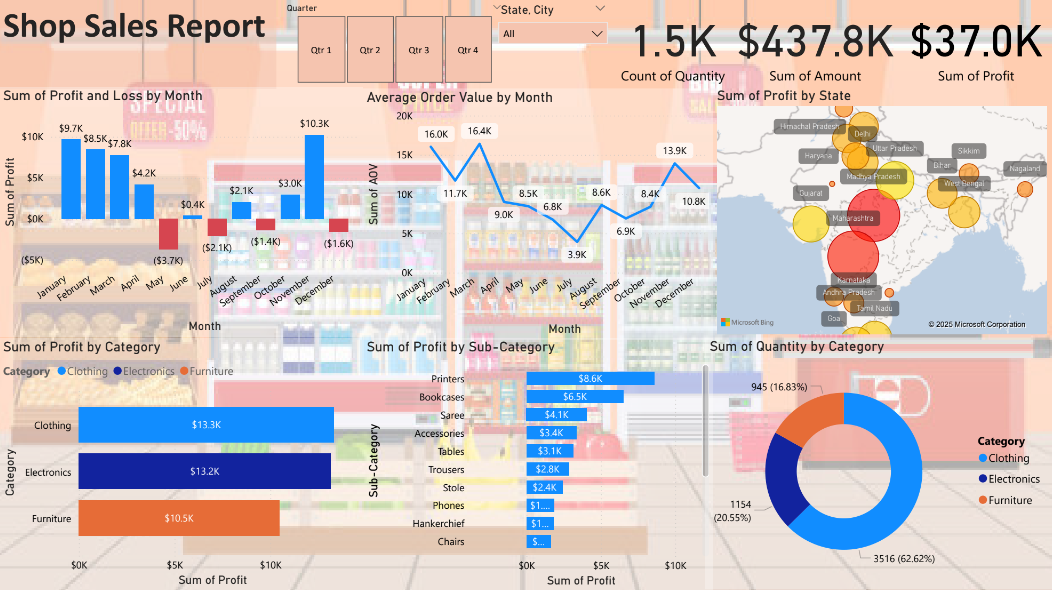 Shop Sales Report
Quarter
Qtr 1
Qtr 2
Qtr 3
Qtr 4
State, City
All
1.5K
Count of Quantity
$437.8K
Sum of Amount
$37.0K
Sum of Profit
Sum of Profit and Loss by Month
Sum of Profit
$10K
$5K
$0K
($5K)
$9.7K
$8.5K
$7.8K
$4.2K
($3.7K)
$0.4K
($2.1K)
$2.1K
($1.4K)
$3.0K
$10.3K
($1.6K)
January
February
March
April
May
June
July
August
September
October
November
December
Month
SPECIAL
OFFER -50%
Average Order Value by Month
Sum of AOV
20K
15K
10K
5K
0K
16.0K
11.7K
16.4K
9.0K
8.5K
6.8K
3.9K
8.6K
6.9K
8.4K
13.9K
10.8K
January
February
March
April
May
June
July
August
September
October
November
December
Month
Sum of Profit by State
Himachal Pradesh
Delhi
Haryana
Uttar Pradesh
Sikkim
Bihar
Nagaland
Madhya Pradesh
West Bengal
Gujarat
Maharashtra
Karnataka
Andhra Pradesh
Tamil Nadu
Goa
Microsoft Bing
© 2025 Microsoft Corporation
Sum of Profit by Category
Category
Clothing
Electronics
Furniture
Category
Clothing
$13.3K
Electronics
$13.2K
Furniture
$10.5K
$0K
$5K
$10K
Sum of Profit
Sum of Profit by Sub-Category
Sub-Category
Printers
$8.6K
Bookcases
$6.5K
Saree
$4.1K
Accessories
$3.4K
Tables
$3.1K
Trousers
$2.8K
Stole
$2.4K
Phones
$1....
Hankerchief
$1...
Chairs
$...
$0K
$5K
$10K
Sum of Profit
Sum of Quantity by Category
945 (16.83%)
1154
(20.55%)
3516 (62.62%)
Category
Clothing
Electronics
Furniture